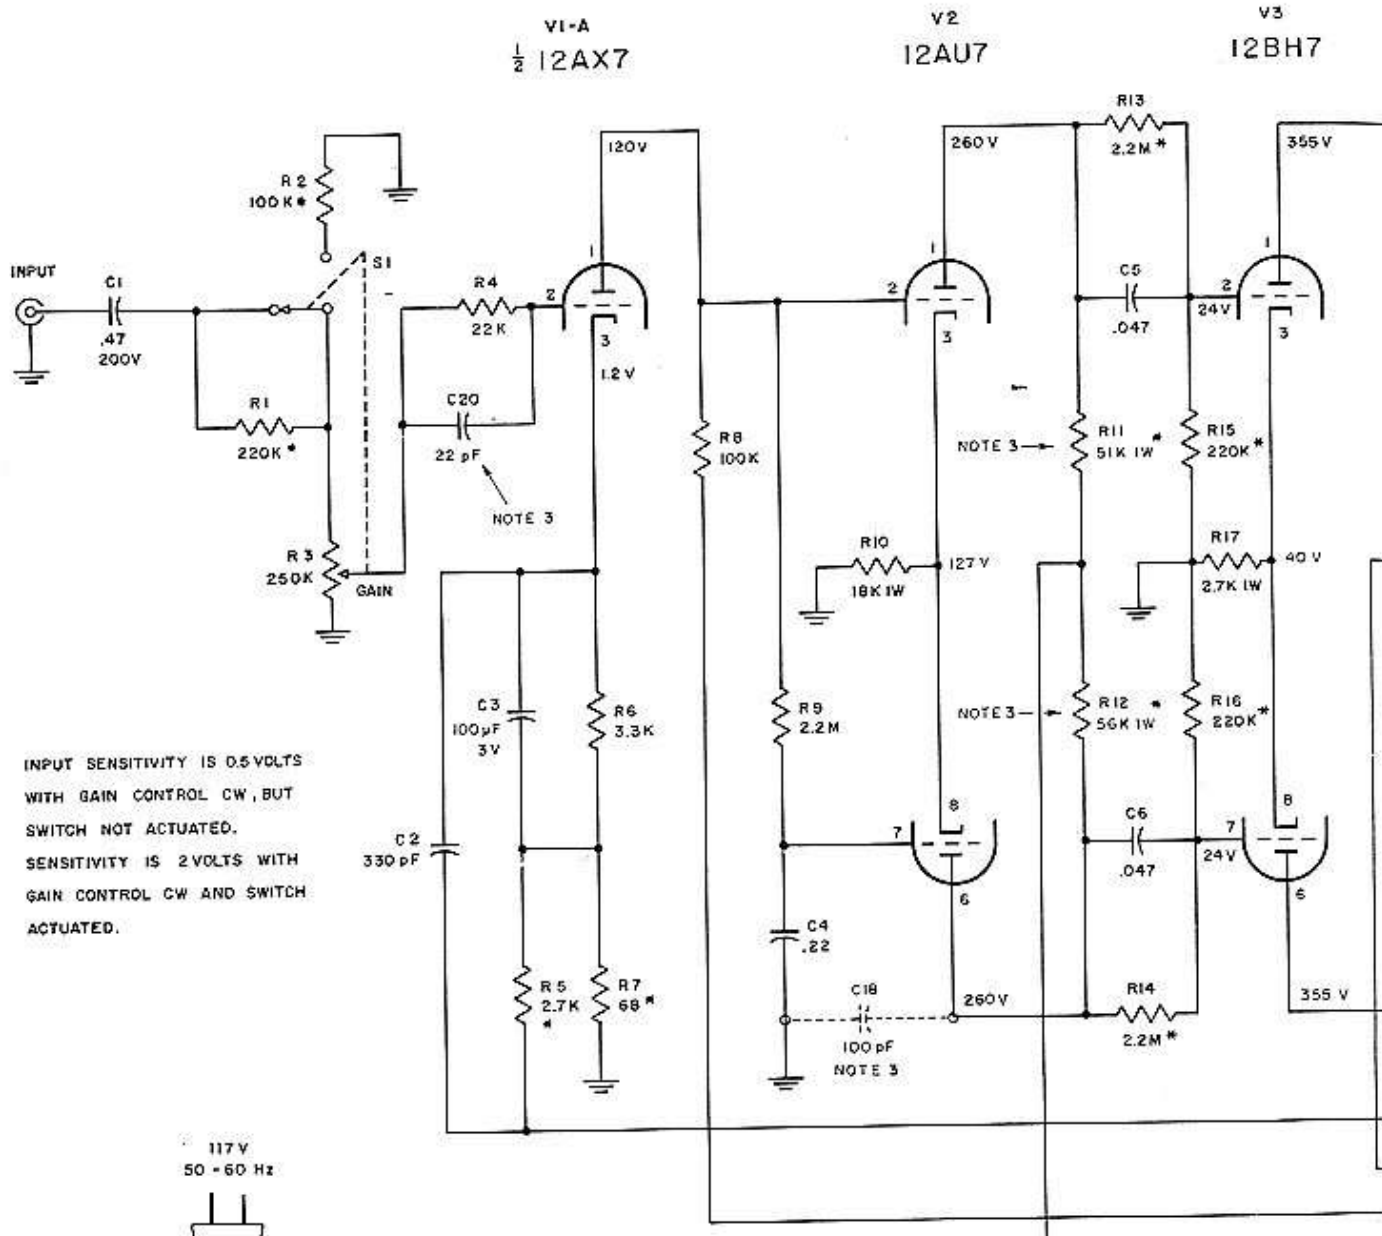 V1-A
½ 12AX7
V2
12AU7
V3
12BH7
R13
2.2M *
120V
260V
355V
R2
100K *
INPUT
C1
.47
200V
S1
R4
22K
1
2
3
1.2V
1
2
3
C5
.047
1
2
24V
3
R1
220K *
C20
22 pF
NOTE 3
R8
100K
NOTE 3
R11
51K 1W *
R15
220K *
R3
250K
GAIN
R10
18K 1W
127V
R17
2.7K 1W
40V
C3
100µF
3V
R6
3.3K
R9
2.2M
NOTE 3
R12 *
56K 1W
R16
220K *
INPUT SENSITIVITY IS 0.5 VOLTS
WITH GAIN CONTROL CW, BUT
SWITCH NOT ACTUATED.
SENSITIVITY IS 2 VOLTS WITH
GAIN CONTROL CW AND SWITCH
ACTUATED.
C2
330 pF
8
7
6
C6
.047
8
7
24V
6
C4
.22
R5
2.7K
*
R7
68 *
C18
100 pF
NOTE 3
260V
R14
2.2M *
355 V
117 V
50 - 60 Hz